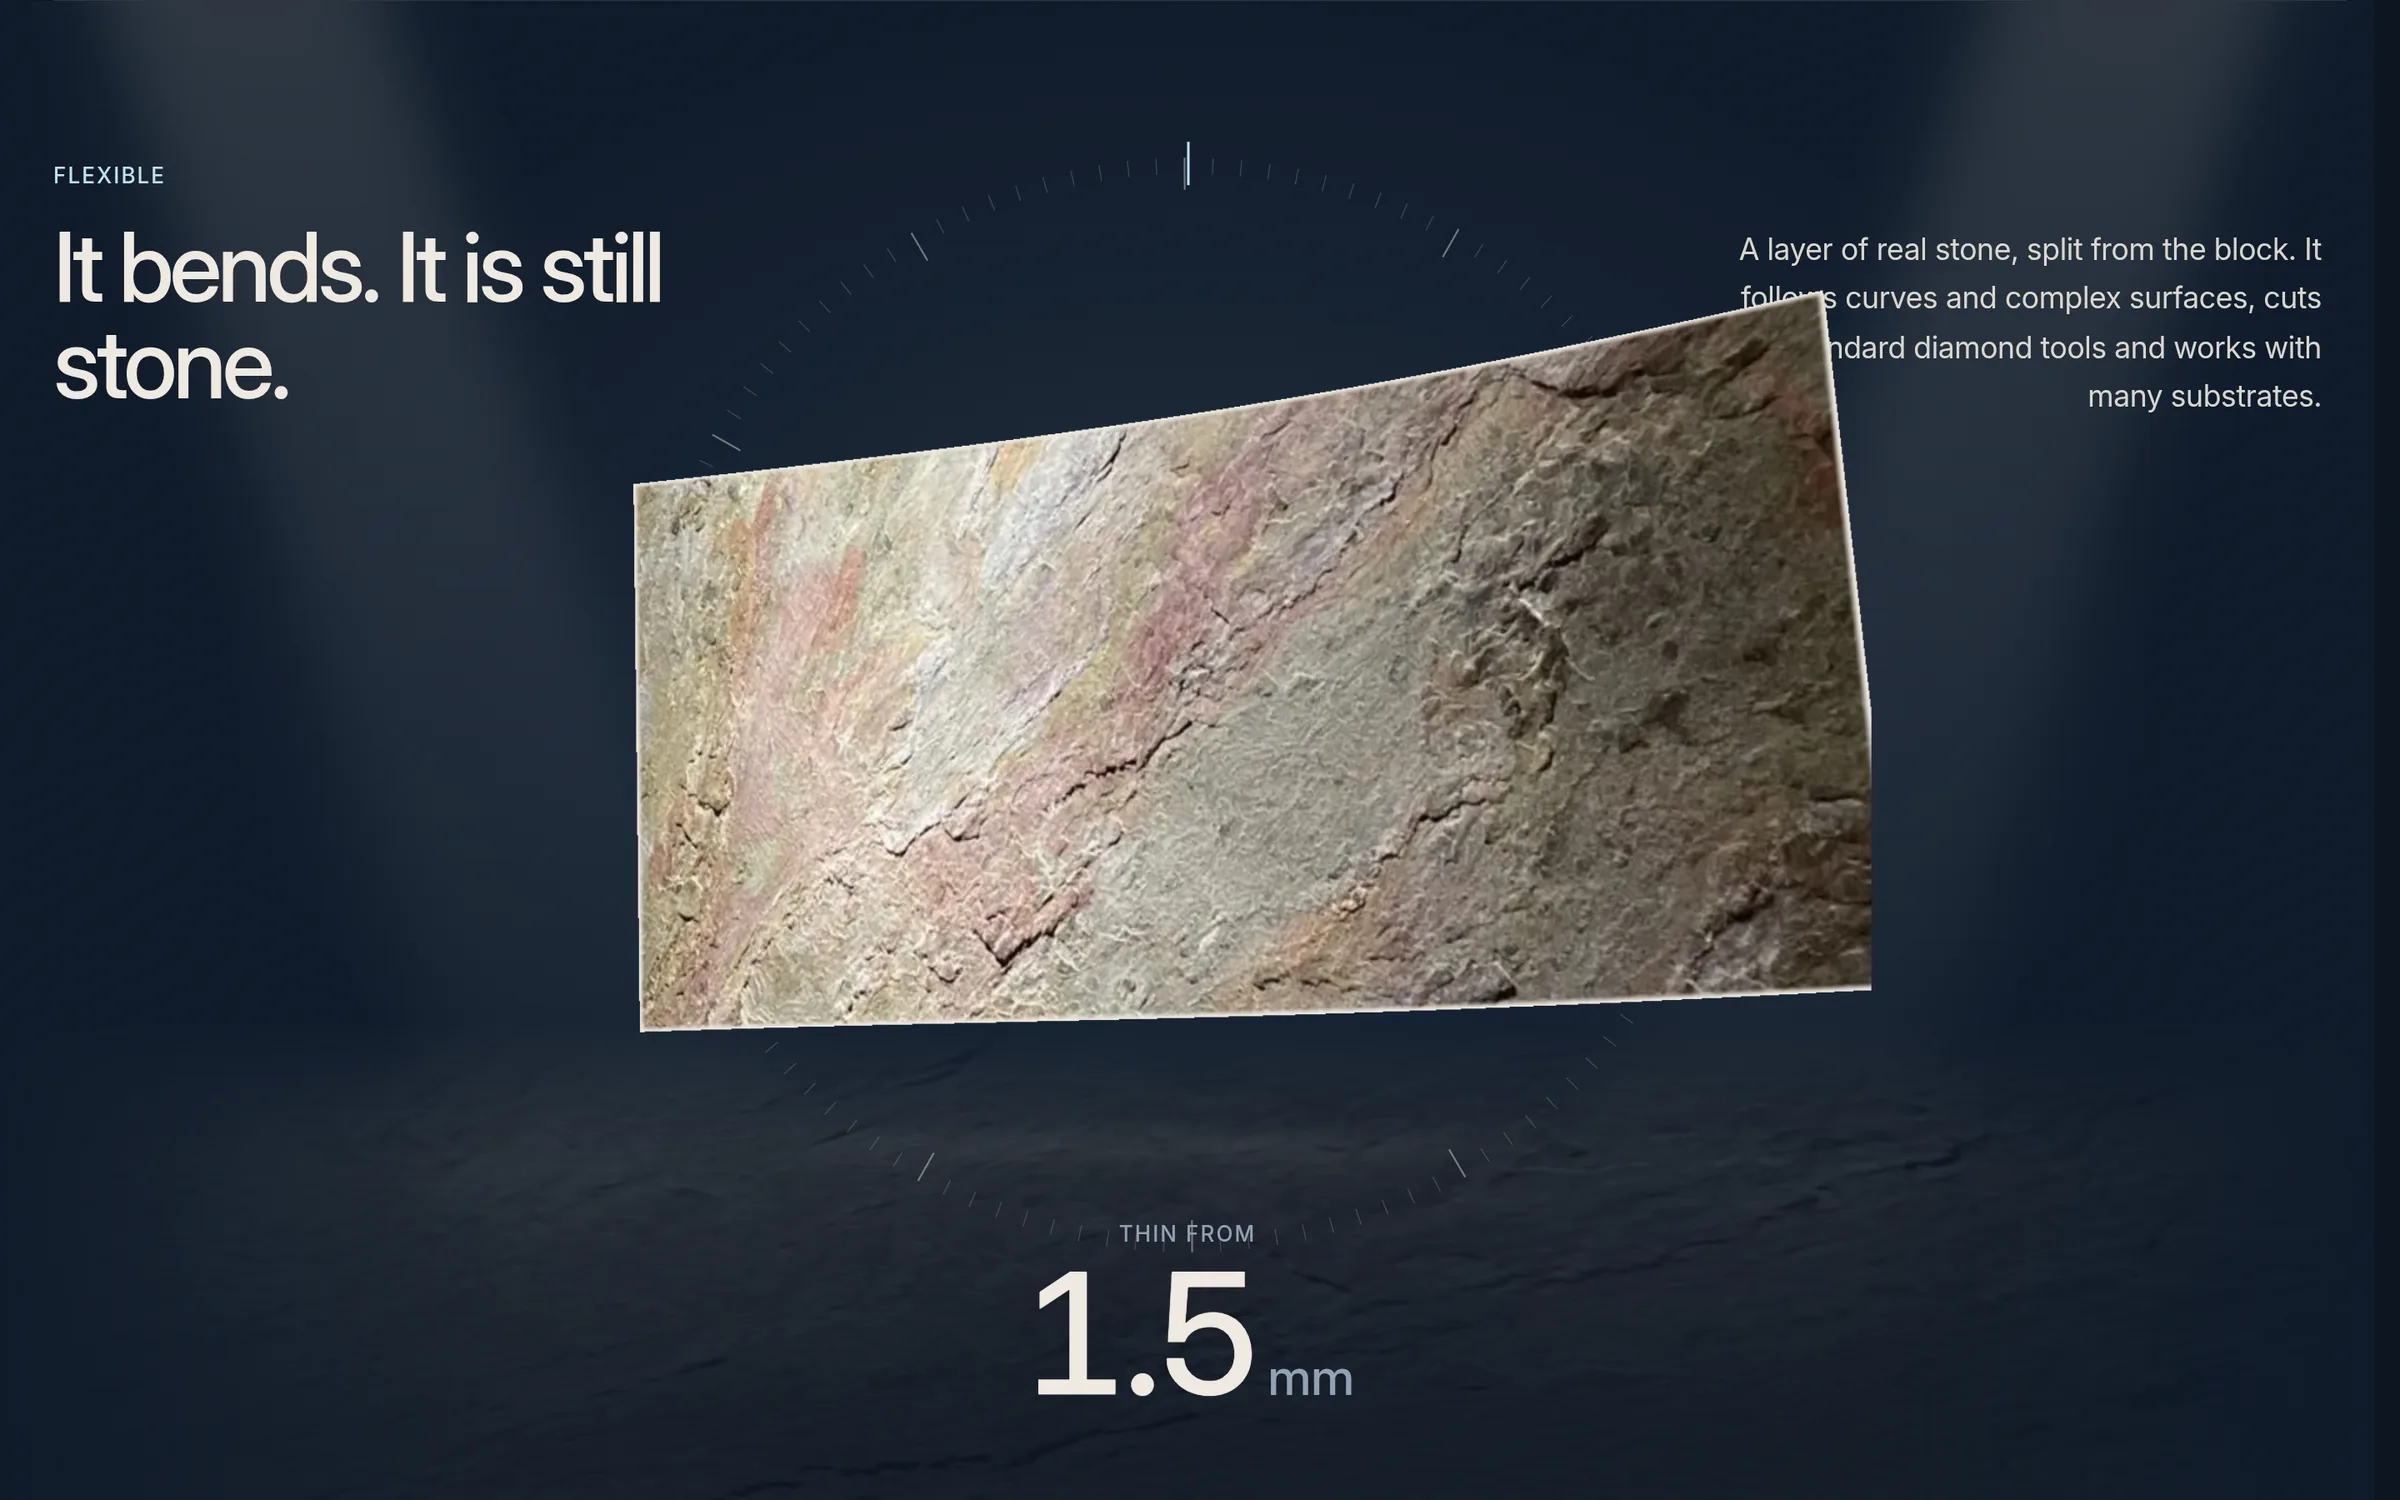 FLEXIBLE
It bends. It is still
stone.
A layer of real stone, split from the block. It
follows curves and complex surfaces, cuts
diamond tools and works with
many substrates.
THIN FROM
1.5 mm